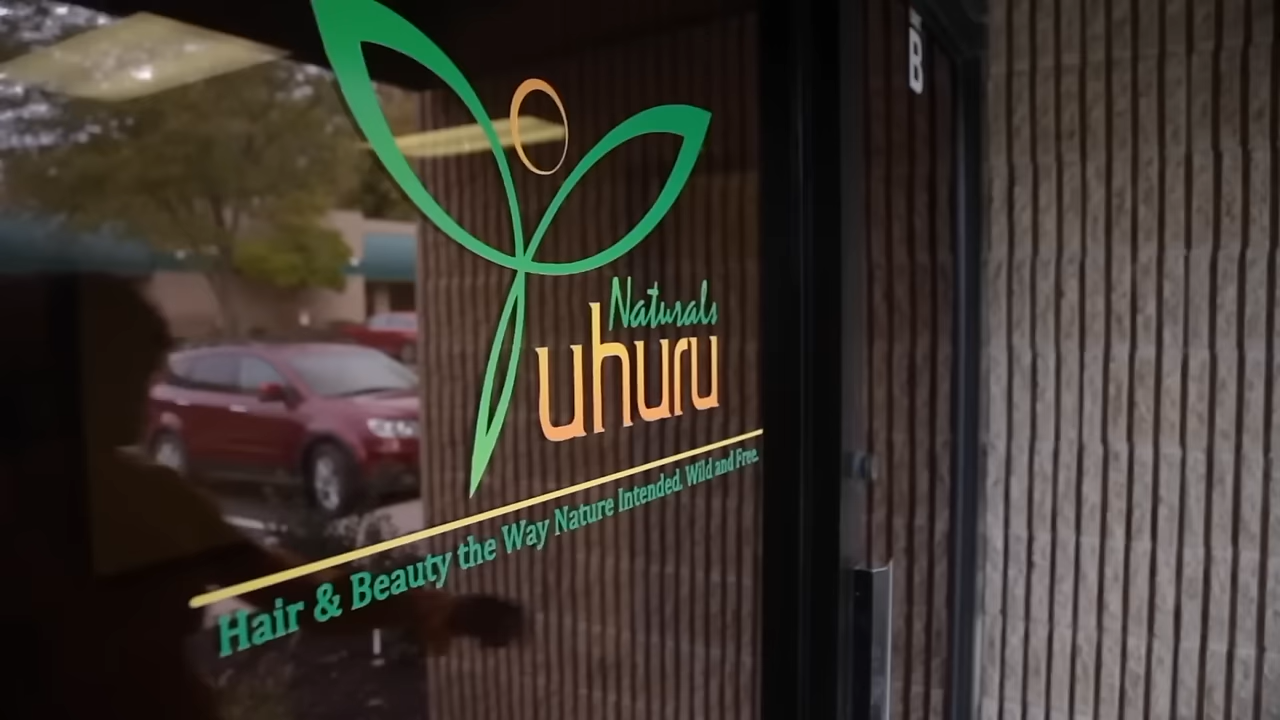 B
Naturals
uhuru
Hair & Beauty the Way Nature Intended. Wild and Free.